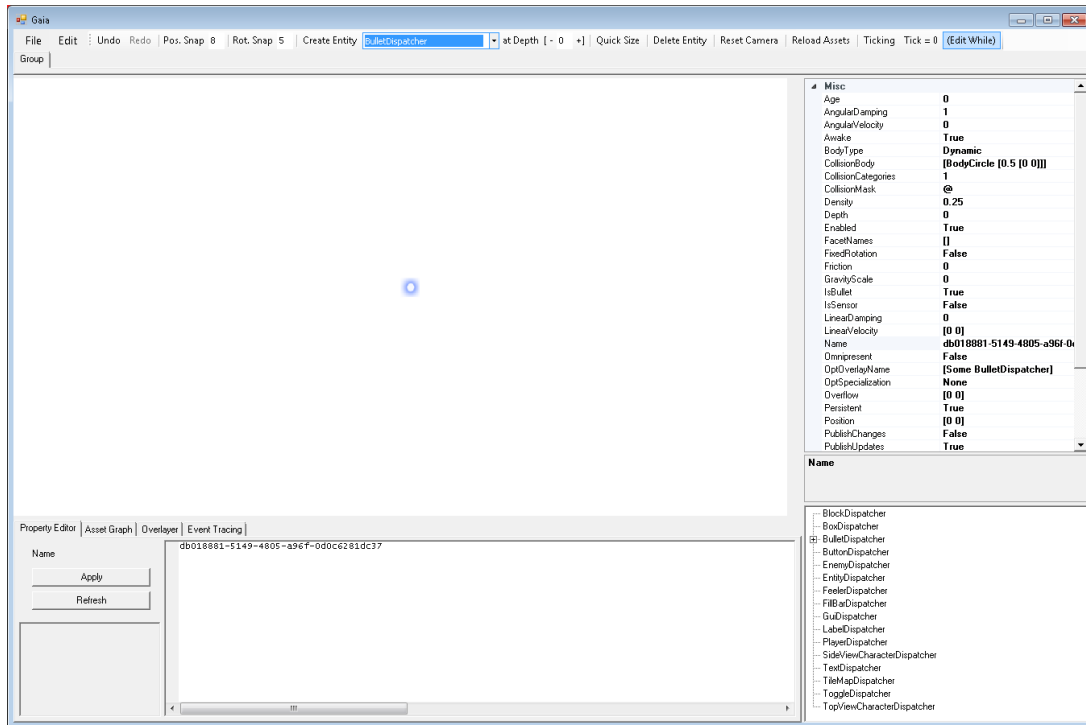 Gaia
File Edit Undo Redo Pos. Snap 8 Rot. Snap 5 Create Entity BulletDispatcher at Depth [ - 0 +] Quick Size Delete Entity Reset Camera Reload Assets Ticking Tick = 0 (Edit While)
Group
Misc
Age 0
AngularDamping 1
AngularVelocity 0
Awake True
BodyType Dynamic
CollisionBody [BodyCircle [0.5 [0 0]]]
CollisionCategories 1
CollisionMask @
Density 0.25
Depth 0
Enabled True
FacetNames []
FixedRotation False
Friction 0
GravityScale 0
IsBullet True
IsSensor False
LinearDamping 0
LinearVelocity [0 0]
Name db018881-5149-4805-a96f-0d
Omnipresent False
OptOverlayName [Some BulletDispatcher]
OptSpecialization None
Overflow [0 0]
Persistent True
Position [0 0]
PublishChanges False
PublishUpdates True
Name
Property Editor Asset Graph Overlayer Event Tracing
Name
Apply
Refresh
db018881-5149-4805-a96f-0d0c6281dc37
BlockDispatcher
BoxDispatcher
BulletDispatcher
ButtonDispatcher
EnemyDispatcher
EntityDispatcher
FeelerDispatcher
FillBarDispatcher
GuiDispatcher
LabelDispatcher
PlayerDispatcher
SideViewCharacterDispatcher
TextDispatcher
TileMapDispatcher
ToggleDispatcher
TopViewCharacterDispatcher